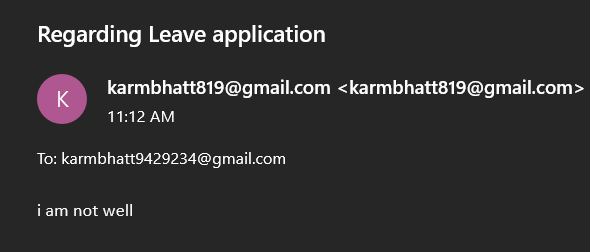 Regarding Leave application
K
karmbhatt819@gmail.com <karmbhatt819@gmail.com>
11:12 AM
To: karmbhatt9429234@gmail.com
i am not well